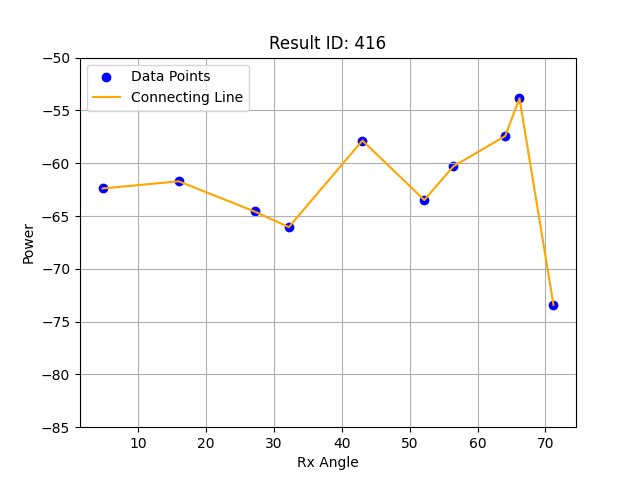 Result ID: 416
Data Points
Connecting Line
−50
−55
−60
−65
−70
−75
−80
−85
Power
10 20 30 40 50 60 70
Rx Angle